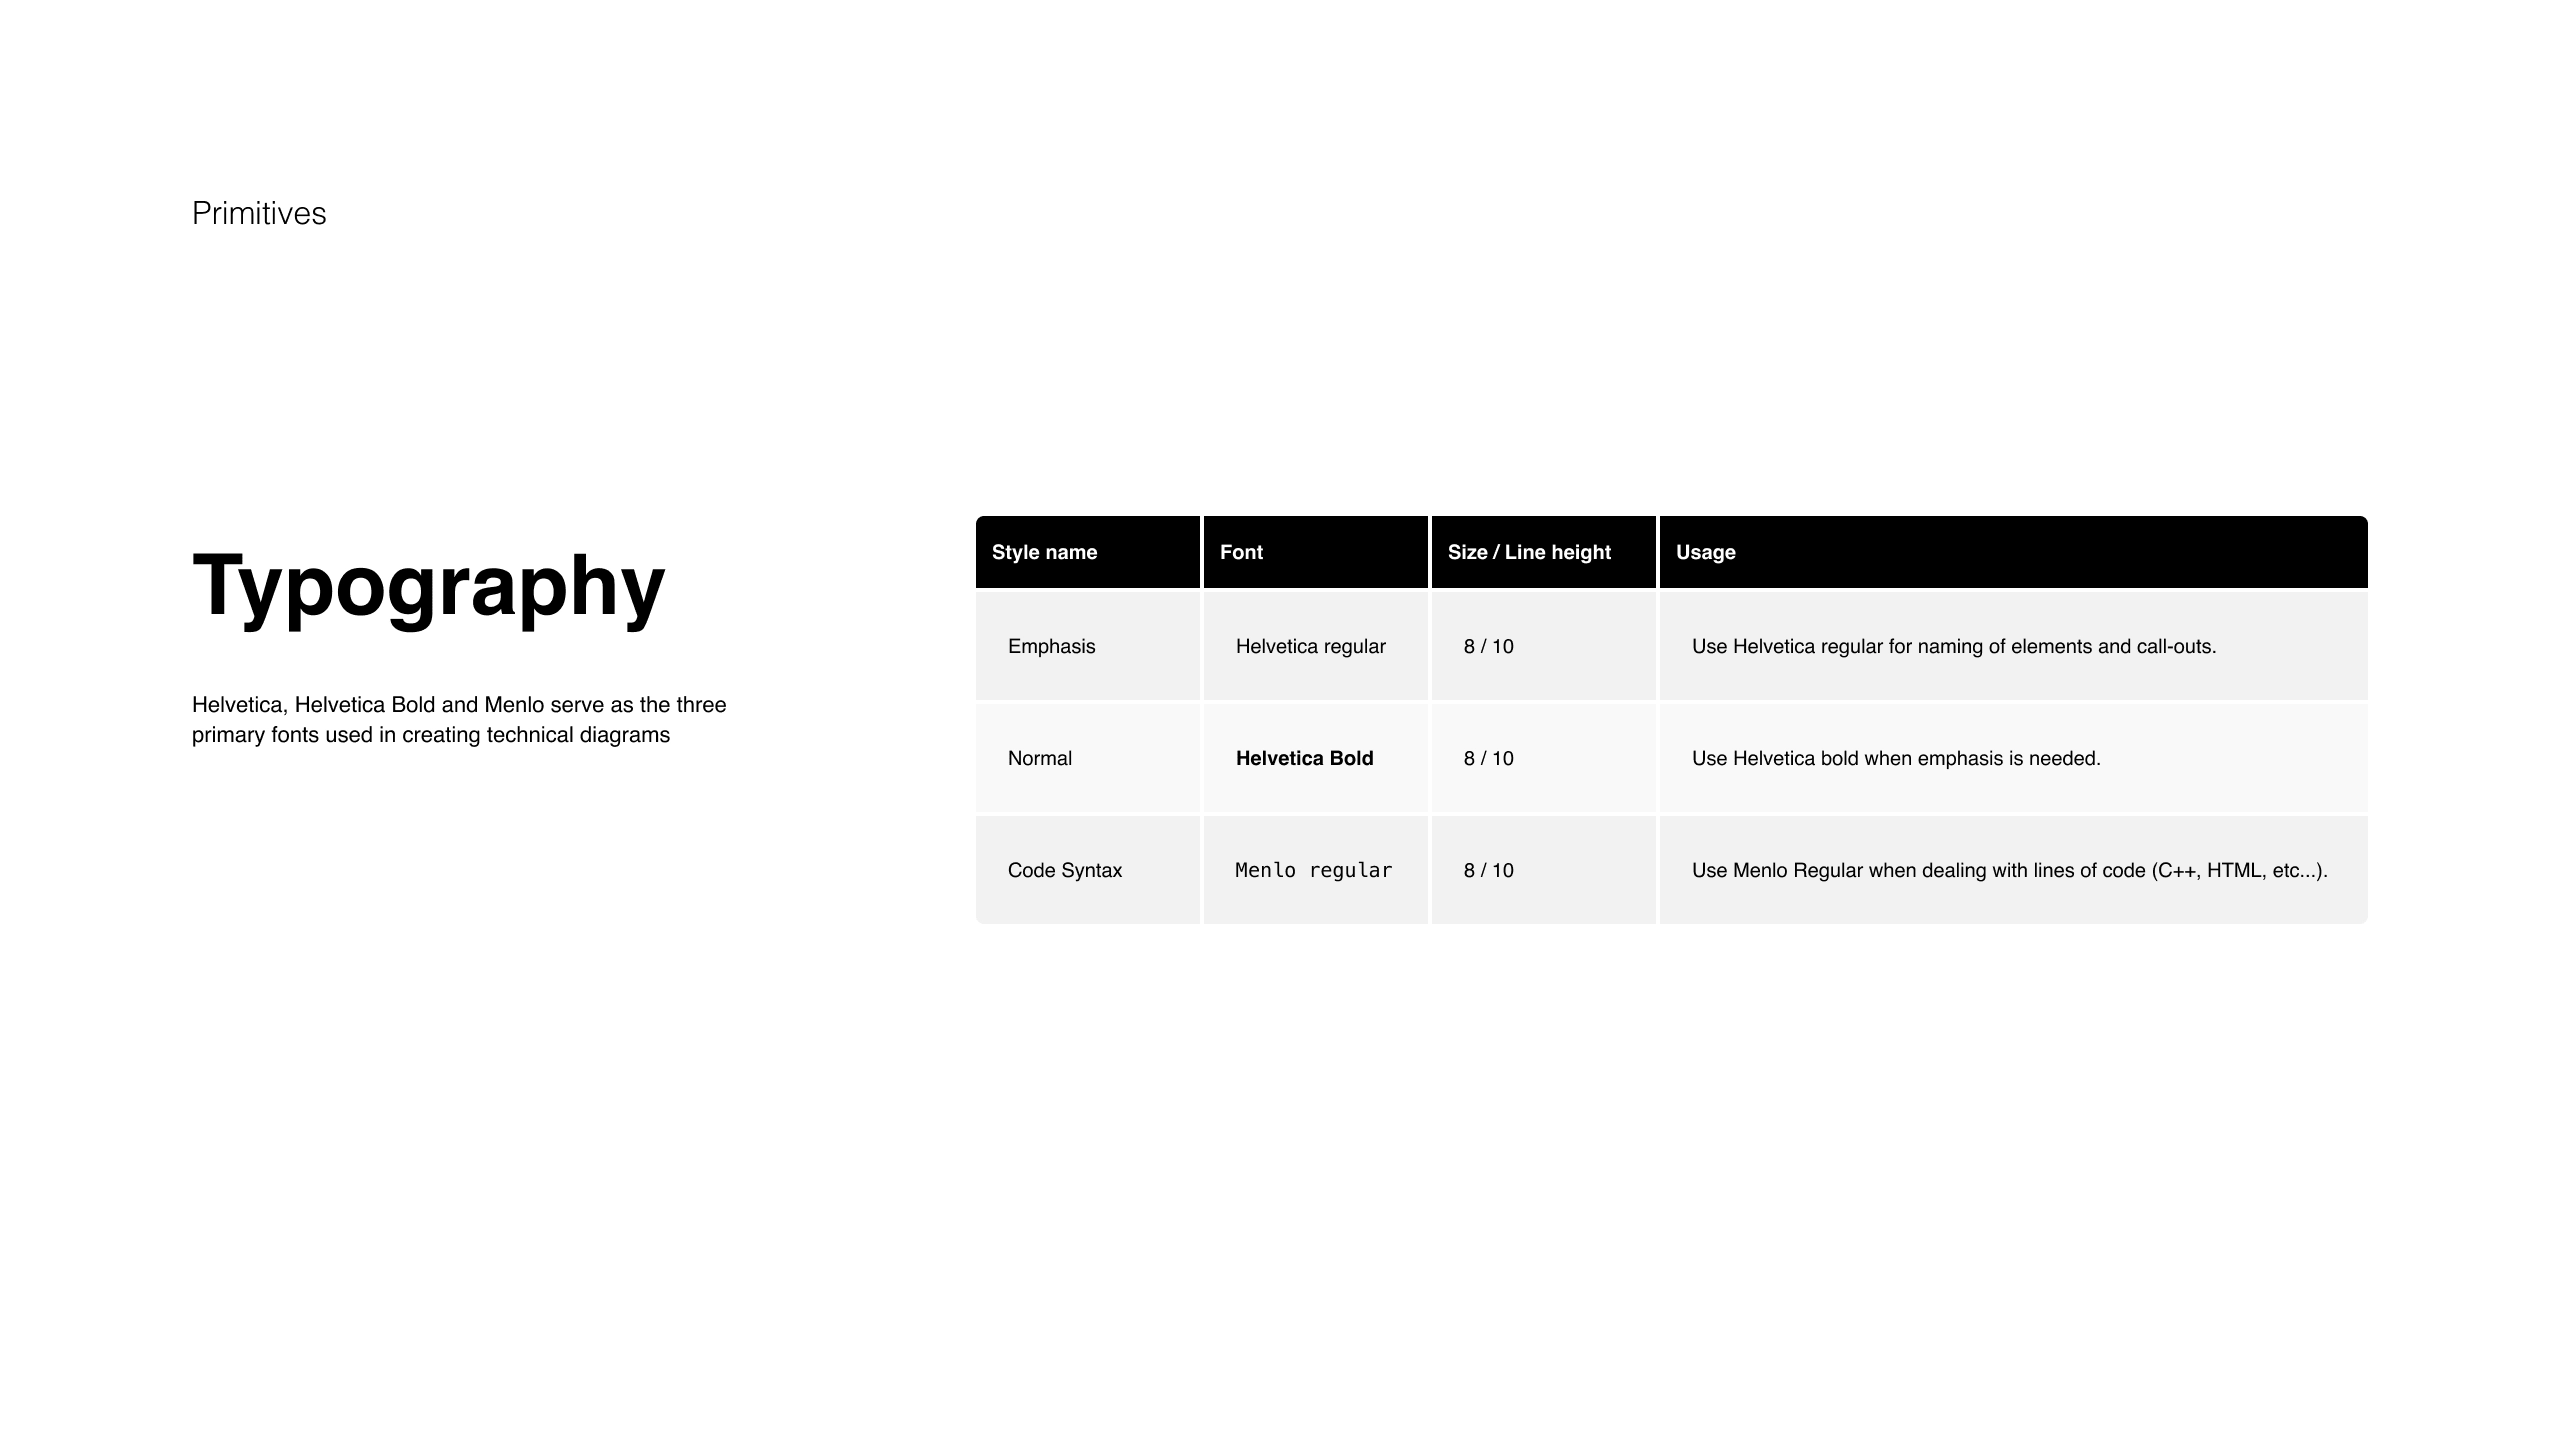 Primitives
Typography
Helvetica, Helvetica Bold and Menlo serve as the three
primary fonts used in creating technical diagrams
Style name Font Size / Line height Usage
Emphasis Helvetica regular 8 / 10 Use Helvetica regular for naming of elements and call-outs.
Normal Helvetica Bold 8 / 10 Use Helvetica bold when emphasis is needed.
Code Syntax Menlo regular 8 / 10 Use Menlo Regular when dealing with lines of code (C++, HTML, etc...).